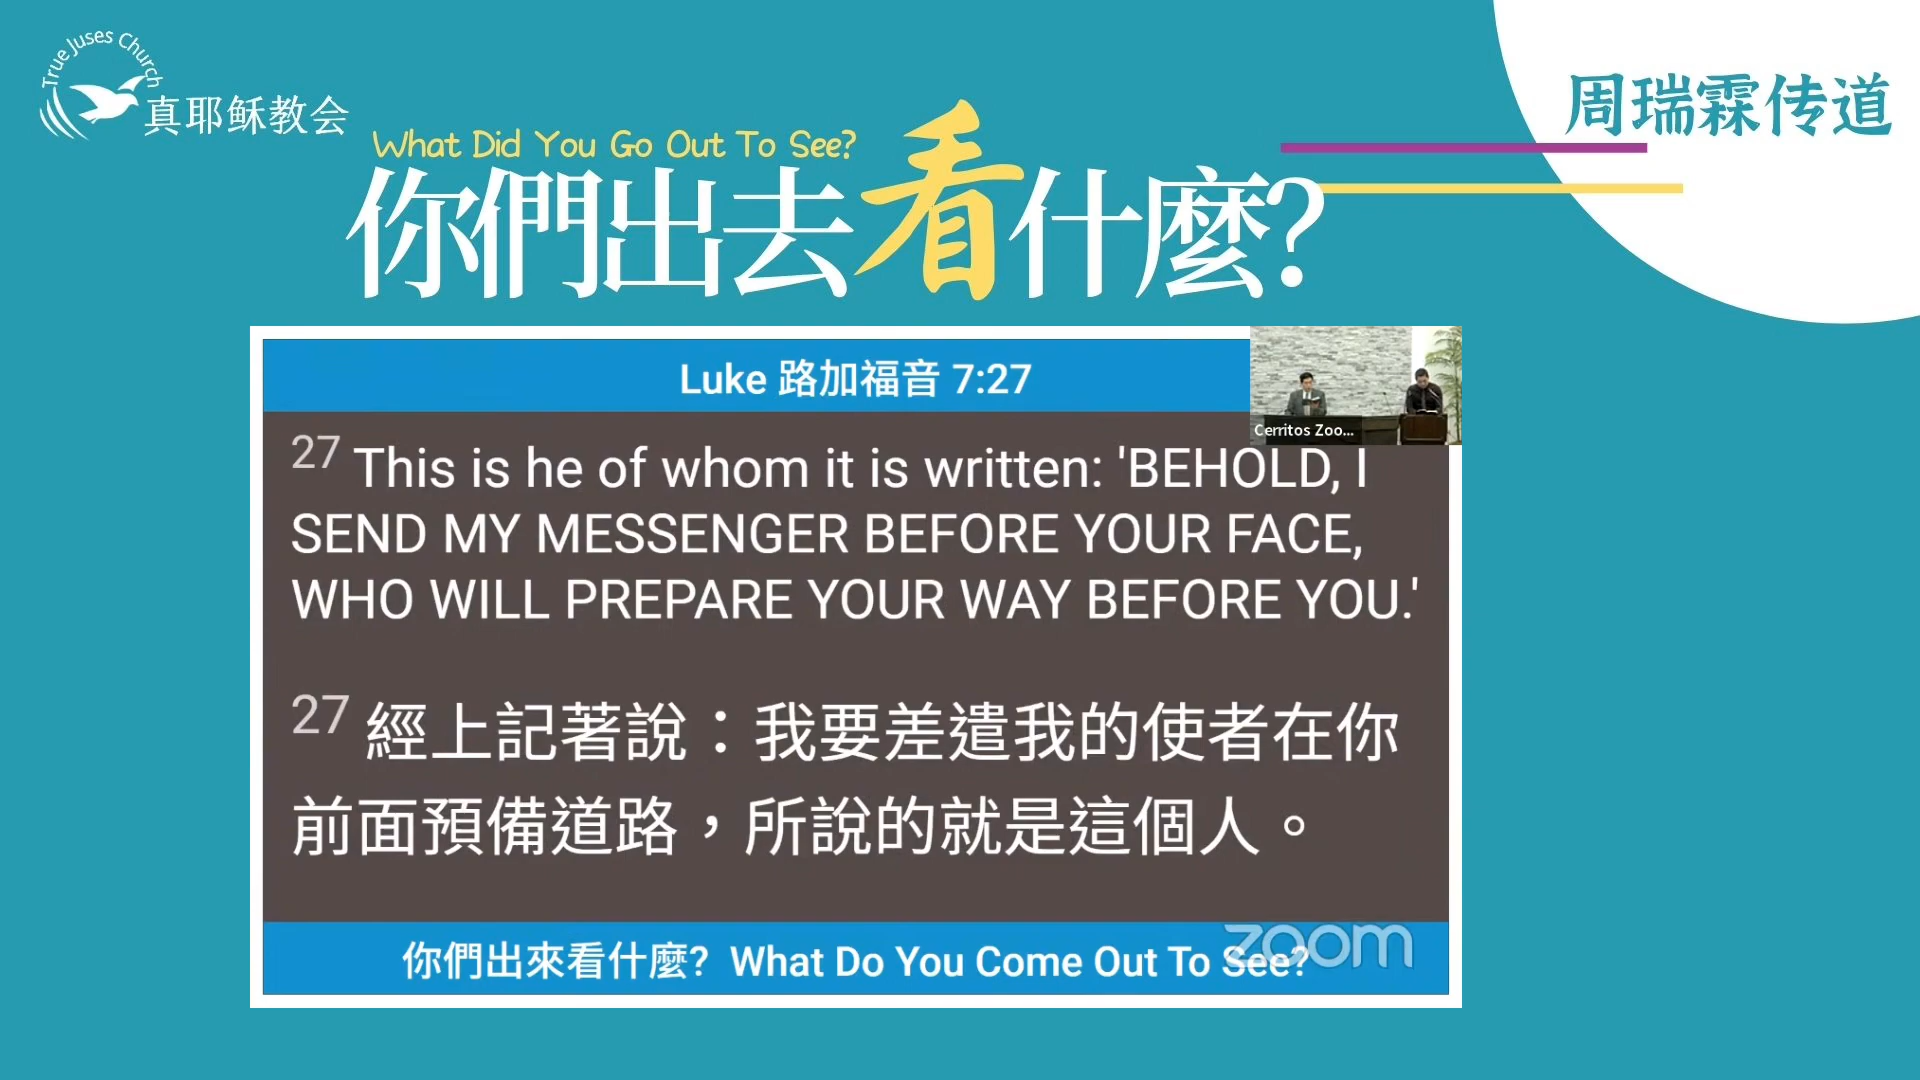 True Juses Church
真耶稣教会
周瑞霖传道
What Did You Go Out To See?
你們出去看什麼?
Luke 路加福音 7:27
Cerritos Zoo...
27 This is he of whom it is written: 'BEHOLD, I
SEND MY MESSENGER BEFORE YOUR FACE,
WHO WILL PREPARE YOUR WAY BEFORE YOU.'
27 經上記著說：我要差遣我的使者在你
前面預備道路，所說的就是這個人。
你們出來看什麼? What Do You Come Out To See?
zoom